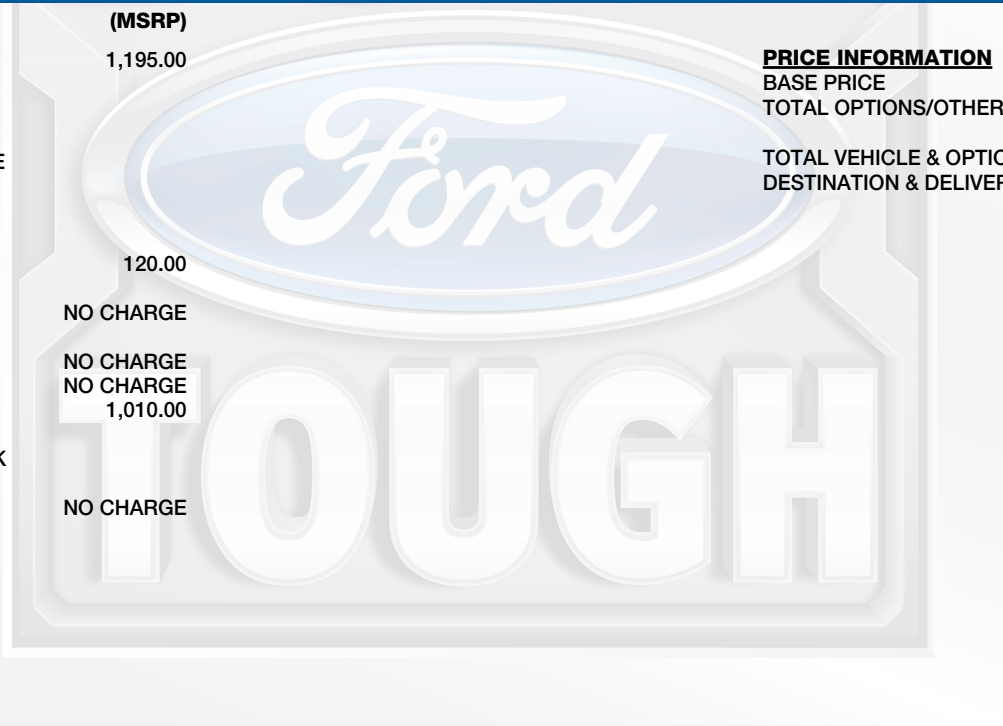 (MSRP)
1,195.00
E
120.00
NO CHARGE
NO CHARGE
NO CHARGE
1,010.00
K
NO CHARGE
PRICE INFORMATION
BASE PRICE
TOTAL OPTIONS/OTHER
TOTAL VEHICLE & OPTIO
DESTINATION & DELIVER
Ford
TOUGH